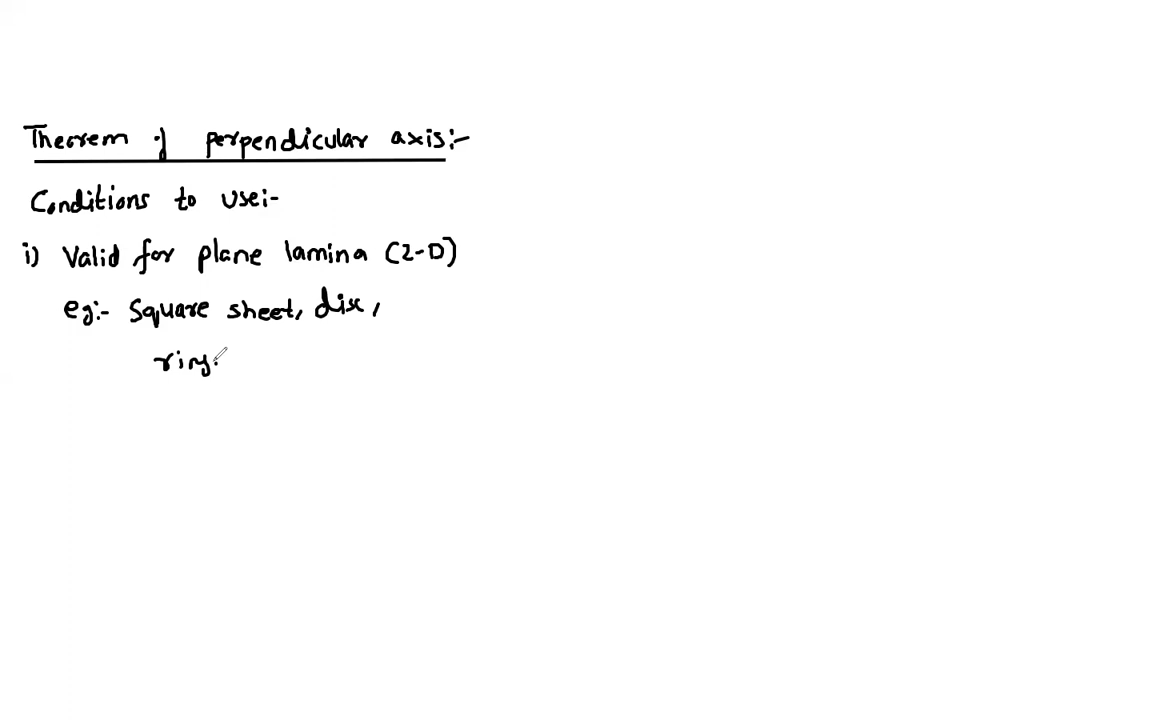 Theorem of perpendicular axis:-
Conditions to use:-
i) Valid for plane lamina (2-D)
eg:- Square sheet, disc,
ring.